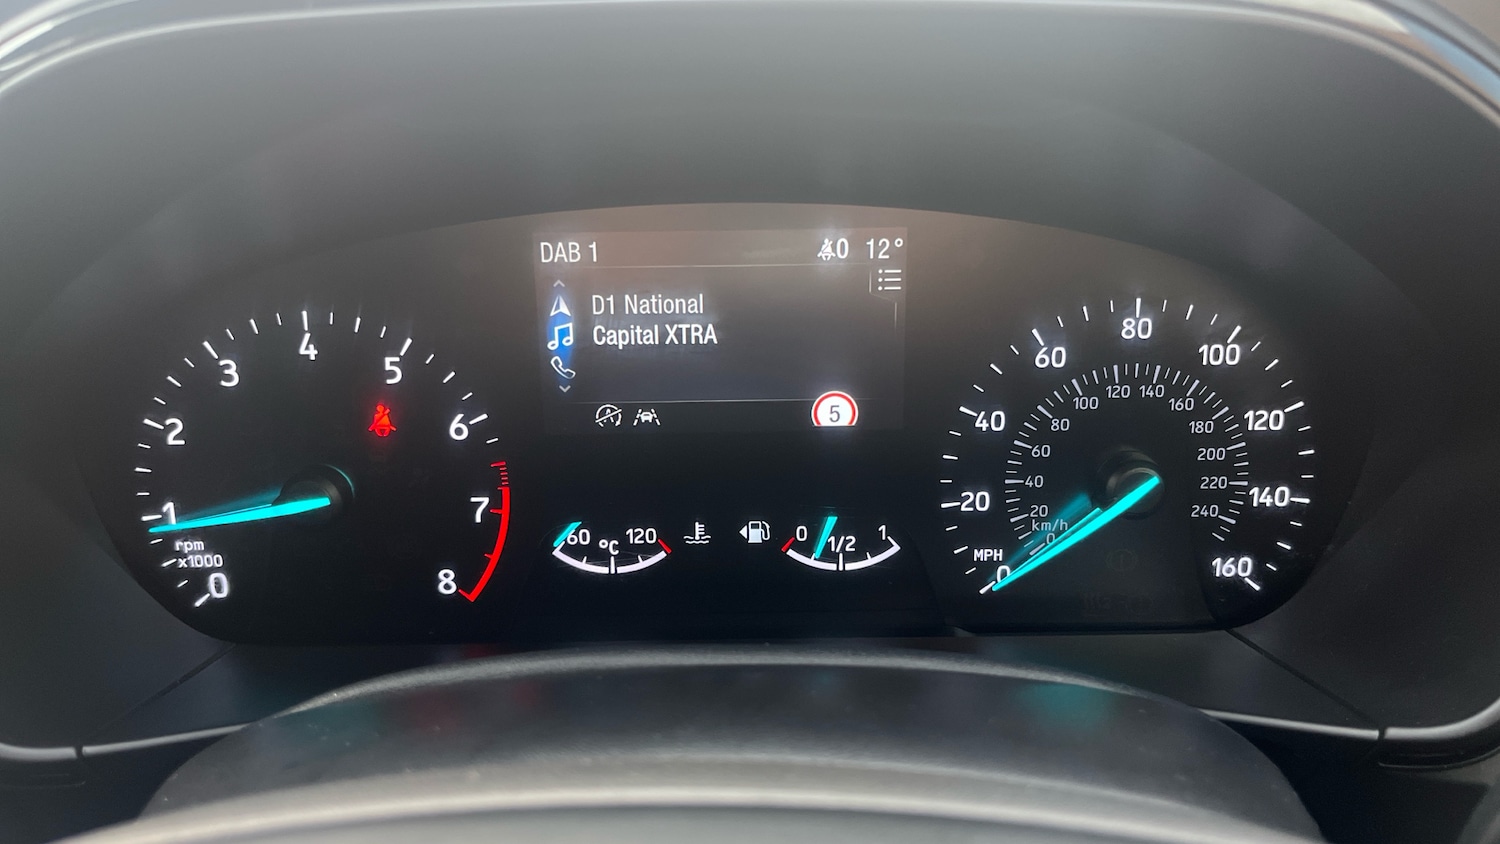 DAB 1
0 12°
D1 National
Capital XTRA
5
0 1 2 3 4 5 6 7 8
rpm
x1000
60 °C 120
0 1/2 1
0 20 40 60 80 100 120 140 160
MPH
0 20 40 60 80 100 120 140 160 180 200 220 240
km/h